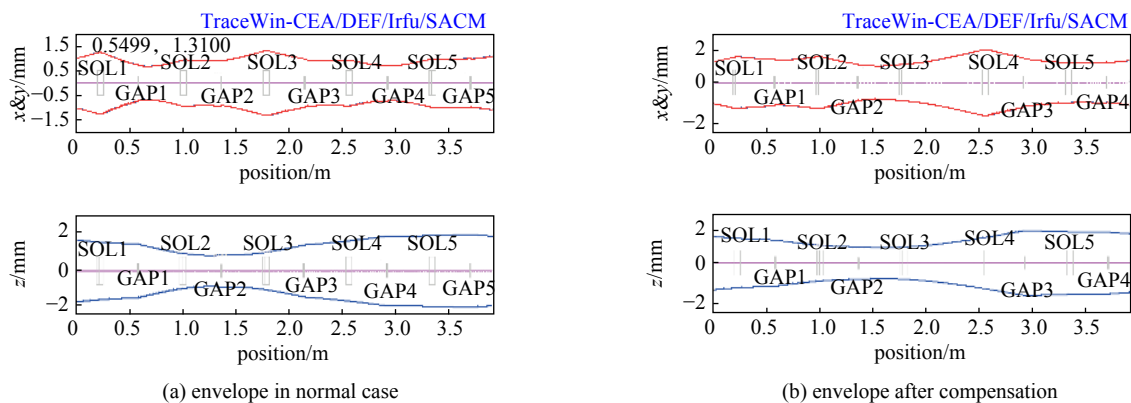 TraceWin-CEA/DEF/Irfu/SACM
1.5
0.5499, 1.3100
0.5
SOL1 SOL2 SOL3 SOL4 SOL5
−0.5
GAP1 GAP2 GAP3 GAP4 GAP5
−1.5
x&y/mm
0 0.5 1.0 1.5 2.0 2.5 3.0 3.5
position/m
2
SOL1 SOL2 SOL3 SOL4 SOL5
0
GAP1 GAP2 GAP3 GAP4 GAP5
−2
z/mm
0 0.5 1.0 1.5 2.0 2.5 3.0 3.5
position/m
(a) envelope in normal case
TraceWin-CEA/DEF/Irfu/SACM
2
SOL1 SOL2 SOL3 SOL4 SOL5
0
GAP1 GAP2 GAP3 GAP4
−2
x&y/mm
0 0.5 1.0 1.5 2.0 2.5 3.0 3.5
position/m
2
SOL1 SOL2 SOL3 SOL4 SOL5
0
GAP1 GAP2 GAP3 GAP4
−2
z/mm
0 0.5 1.0 1.5 2.0 2.5 3.0 3.5
position/m
(b) envelope after compensation